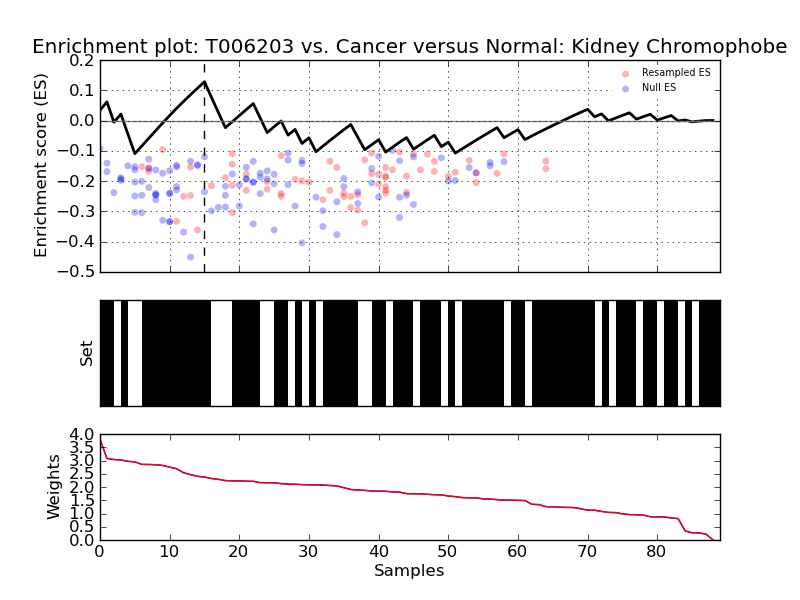 Enrichment plot: T006203 vs. Cancer versus Normal: Kidney Chromophobe
Enrichment score (ES)
0.2
0.1
0.0
−0.1
−0.2
−0.3
−0.4
−0.5
Resampled ES
Null ES
Set
Weights
4.0
3.5
3.0
2.5
2.0
1.5
1.0
0.5
0.0
0 10 20 30 40 50 60 70 80
Samples